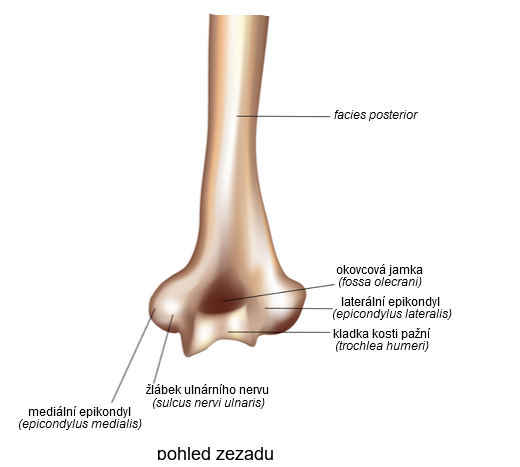 facies posterior
okovcová jamka
(fossa olecrani)
laterální epikondyl
(epicondylus lateralis)
kladka kosti pažní
(trochlea humeri)
žlábek ulnárního nervu
(sulcus nervi ulnaris)
mediální epikondyl
(epicondylus medialis)
pohled zezadu